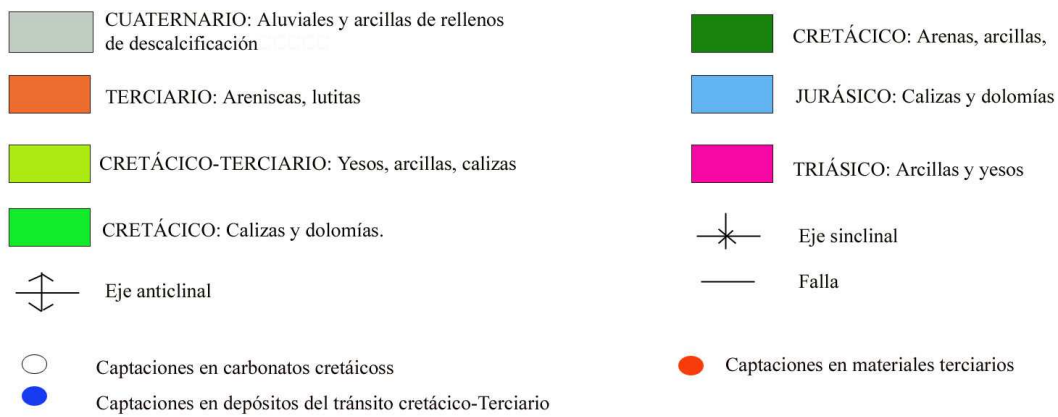 CUATERNARIO: Aluviales y arcillas de rellenos
de descalcificación
TERCIARIO: Areniscas, lutitas
CRETÁCICO-TERCIARIO: Yesos, arcillas, calizas
CRETÁCICO: Calizas y dolomías.
Eje anticlinal
Captaciones en carbonatos cretáicoss
Captaciones en depósitos del tránsito cretácico-Terciario
CRETÁCICO: Arenas, arcillas,
JURÁSICO: Calizas y dolomías
TRIÁSICO: Arcillas y yesos
Eje sinclinal
Falla
Captaciones en materiales terciarios